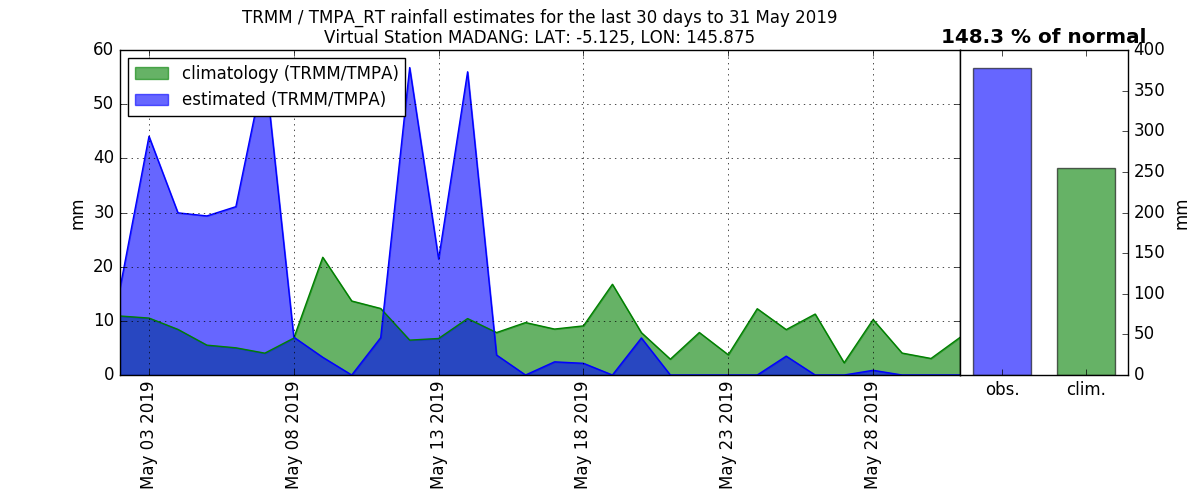 TRMM / TMPA_RT rainfall estimates for the last 30 days to 31 May 2019
Virtual Station MADANG: LAT: -5.125, LON: 145.875
148.3 % of normal
climatology (TRMM/TMPA)
estimated (TRMM/TMPA)
60
50
40
30
20
10
0
mm
May 03 2019
May 08 2019
May 13 2019
May 18 2019
May 23 2019
May 28 2019
400
350
300
250
200
150
100
50
0
mm
obs.
clim.